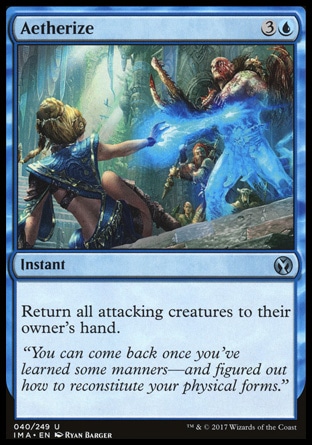 Aetherize 3
Instant
Return all attacking creatures to their
owner's hand.
"You can come back once you've
learned some manners—and figured out
how to reconstitute your physical forms."
040/249 U
IMA • EN Ryan Barger ™ & © 2017 Wizards of the Coast